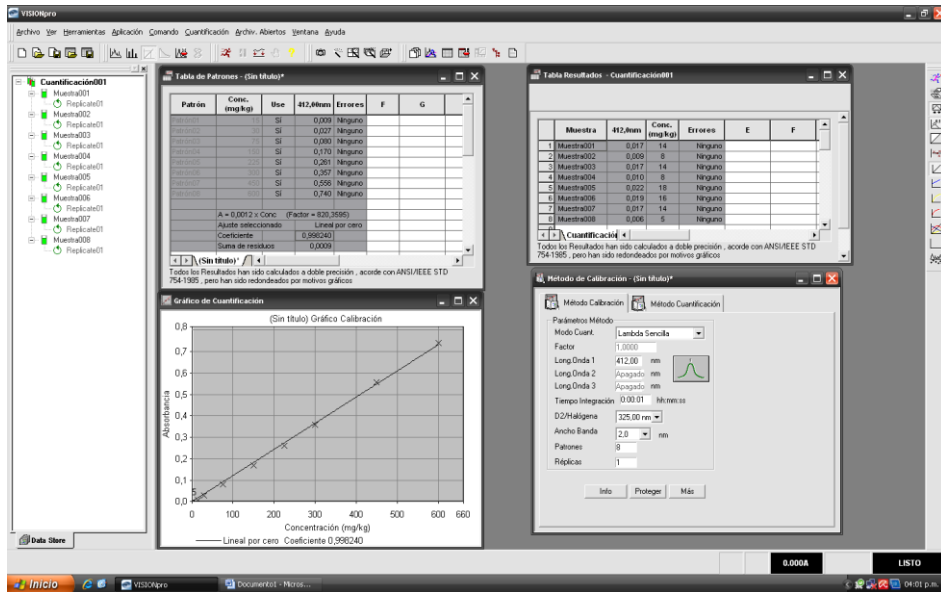 VISIONpro
Archivo Ver Herramientas Aplicación Comando Cuantificación Archiv. Abiertos Ventana Ayuda
Cuantificación001
Muestra001
Replicate01
Muestra002
Replicate01
Muestra003
Replicate01
Muestra004
Replicate01
Muestra005
Replicate01
Muestra006
Replicate01
Muestra007
Replicate01
Muestra008
Replicate01
Data Store
Tabla de Patrones - (Sin título)*
Patrón Conc. (mg/kg) Use 412,00nm Errores F G
Sí 0,009 Ninguno
Sí 0,027 Ninguno
Sí Ninguno
Sí 0,170 Ninguno
225 Sí 0,261 Ninguno
Sí 0,357 Ninguno
450 Sí 0,556 Ninguno
Sí 0,740 Ninguno
A = 0,0012 x Conc (Factor = 820,3595)
Ajuste seleccionado Lineal por cero
Coeficiente 0,998240
Suma de residuos 0,0009
(Sin título)*
Todos los Resultados han sido calculados a doble precisión , acorde con ANSI/IEEE STD
754-1985 , pero han sido redondeados por motivos gráficos
Tabla Resultados - Cuantificación001
Muestra 412,0nm Conc. (mg/kg) Errores E F
1 Muestra001 0,017 14 Ninguno
2 Muestra002 0,009 8 Ninguno
3 Muestra003 0,017 14 Ninguno
4 Muestra004 0,010 8 Ninguno
5 Muestra005 0,022 18 Ninguno
6 Muestra006 0,019 16 Ninguno
7 Muestra007 0,017 14 Ninguno
8 Muestra008 0,006 5 Ninguno
Cuantificació
Todos los Resultados han sido calculados a doble precisión , acorde con ANSI/IEEE STD
754-1985 , pero han sido redondeados por motivos gráficos
Gráfico de Cuantificación
(Sin título) Gráfico Calibración
Absorbancia
0,8
0,7
0,6
0,5
0,4
0,3
0,2
0,1
0,0
0 100 200 300 400 500 600 660
Concentración (mg/kg)
Lineal por cero Coeficiente 0,998240
Método de Calibración - (Sin título)*
Método Calibración Método Cuantificación
Parámetros Método
Modo Cuant. Lambda Sencilla
Factor 1,0000
Long.Onda 1 412,00 nm
Long.Onda 2 Apagado nm
Long.Onda 3 Apagado nm
Tiempo Integración 0:00:01 hh:mm:ss
D2/Halógena 325,00 nm
Ancho Banda 2,0 nm
Patrones 8
Réplicas 1
Info Proteger Más
0.000A LISTO
Inicio VISIONpro Documento1 - Micros... 04:01 p.m.